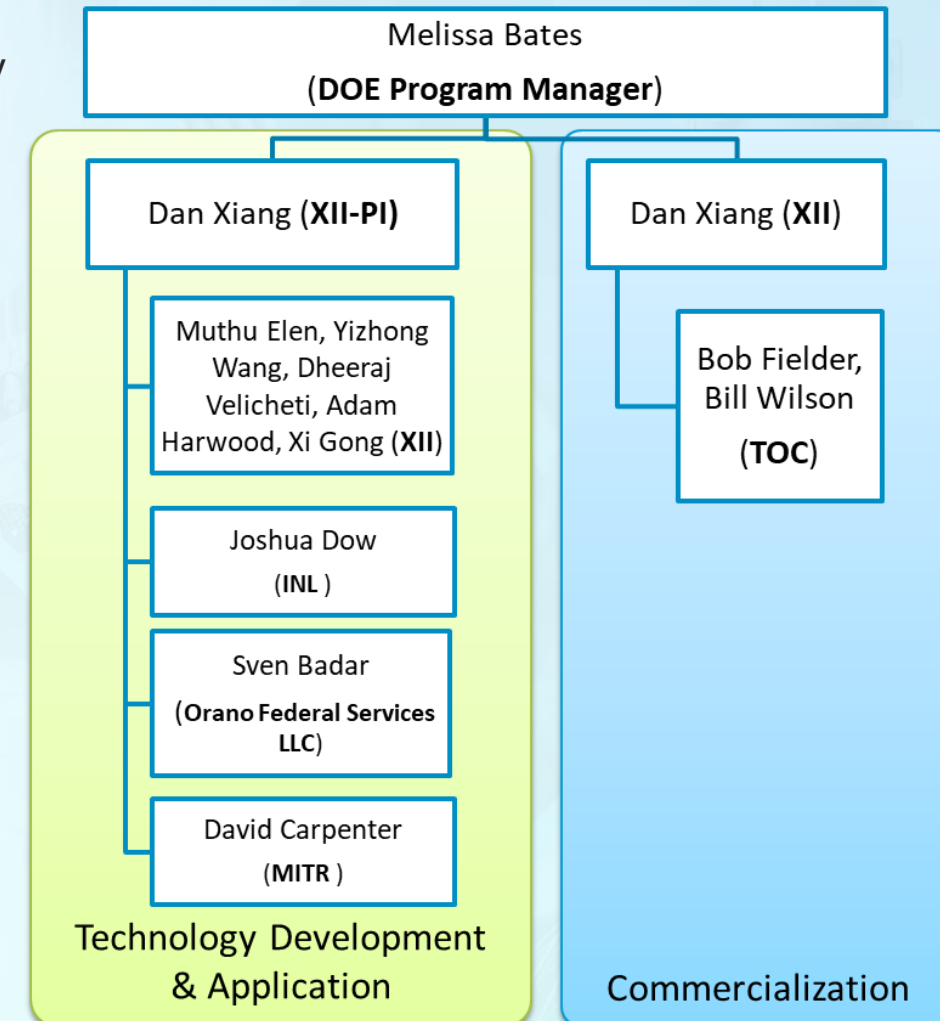 Melissa Bates
(DOE Program Manager)
Dan Xiang (XII-PI)
Muthu Elen, Yizhong
Wang, Dheeraj
Velicheti, Adam
Harwood, Xi Gong (XII)
Joshua Dow
(INL )
Sven Badar
(Orano Federal Services
LLC)
David Carpenter
(MITR )
Technology Development
& Application
Dan Xiang (XII)
Bob Fielder,
Bill Wilson
(TOC)
Commercialization